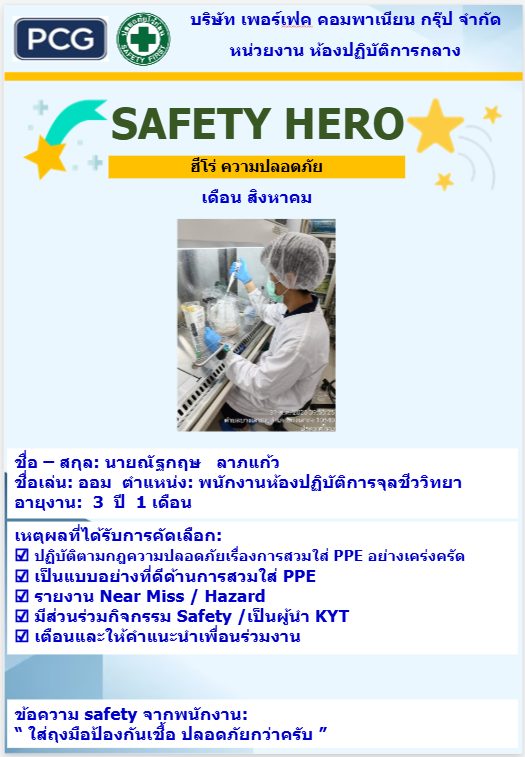 PCG
ปลอดภัยไว้ก่อน
SAFETY FIRST
บริษัท เพอร์เฟค คอมพาเนียน กรุ๊ป จำกัด
หน่วยงาน ห้องปฏิบัติการกลาง
SAFETY HERO
ฮีโร่ ความปลอดภัย
เดือน สิงหาคม
ชื่อ – สกุล: นายณัฐกฤษ ลาภแก้ว
ชื่อเล่น: ออม ตำแหน่ง: พนักงานห้องปฏิบัติการจุลชีววิทยา
อายุงาน: 3 ปี 1 เดือน
เหตุผลที่ได้รับการคัดเลือก:
☑ ปฏิบัติตามกฎความปลอดภัยเรื่องการสวมใส่ PPE อย่างเคร่งครัด
☑ เป็นแบบอย่างที่ดีด้านการสวมใส่ PPE
☑ รายงาน Near Miss / Hazard
☑ มีส่วนร่วมกิจกรรม Safety /เป็นผู้นำ KYT
☑ เตือนและให้คำแนะนำเพื่อนร่วมงาน
ข้อความ safety จากพนักงาน:
“ ใส่ถุงมือป้องกันเชื้อ ปลอดภัยกว่าครับ ”